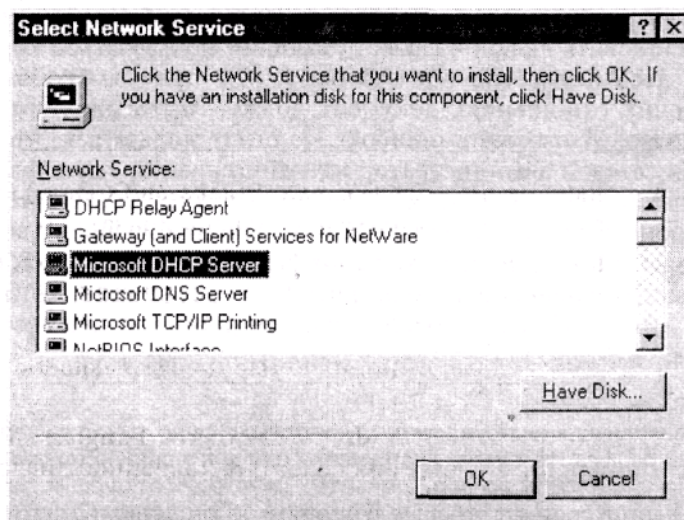 Select Network Service
Click the Network Service that you want to install, then click OK. If
you have an installation disk for this component, click Have Disk.
Network Service:
DHCP Relay Agent
Gateway (and Client) Services for NetWare
Microsoft DHCP Server
Microsoft DNS Server
Microsoft TCP/IP Printing
NetBIOS Interface
Have Disk...
OK
Cancel